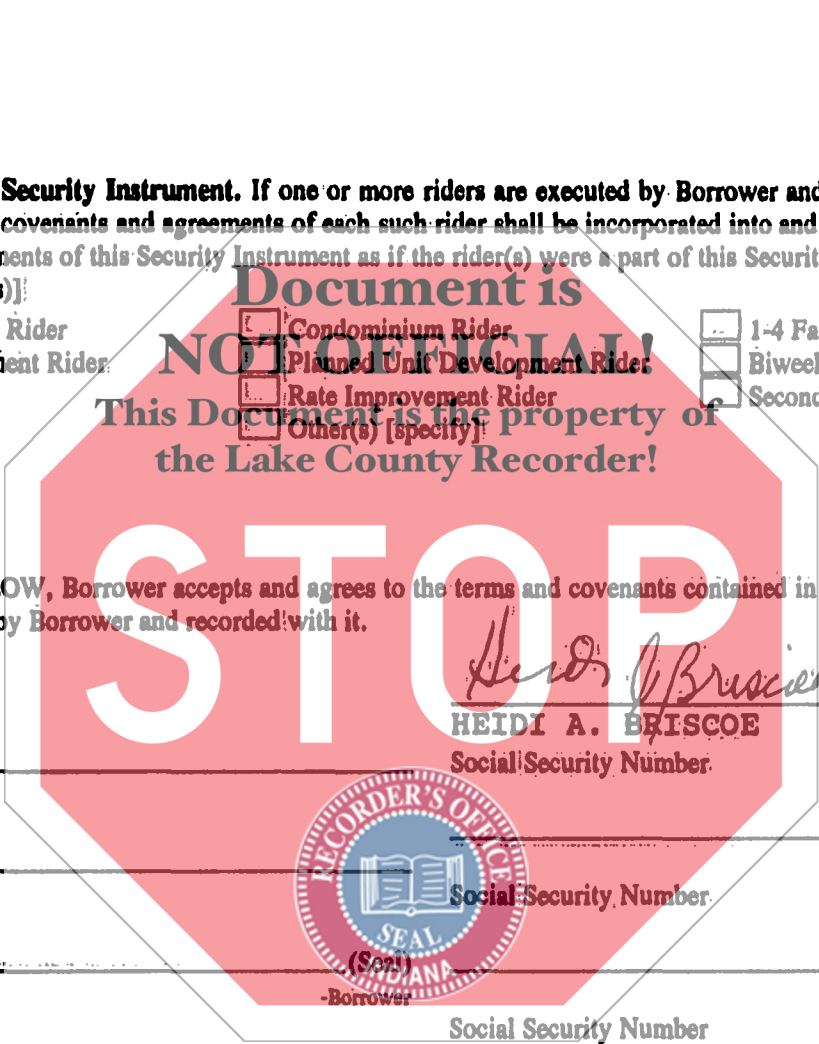 Security Instrument. If one or more riders are executed by Borrower and
covenants and agreements of each such rider shall be incorporated into and
nents of this Security Instrument as if the rider(s) were a part of this Securit
s)]
Document is
Rider Condominium Rider 1-4 Fa
NOT OFFICIAL!
ent Rider Planned Unit Development Rider Biweel
Rate Improvement Rider Second
This Document is the property of
Other(s) [specify]
the Lake County Recorder!
STOP
OW, Borrower accepts and agrees to the terms and covenants contained in
by Borrower and recorded with it.
Heidi A Briscoe
HEIDI A. BRISCOE
Social Security Number
RECORDER'S OFFICE
Social Security Number
SEAL
INDIANA
(Seal)
-Borrower
Social Security Number